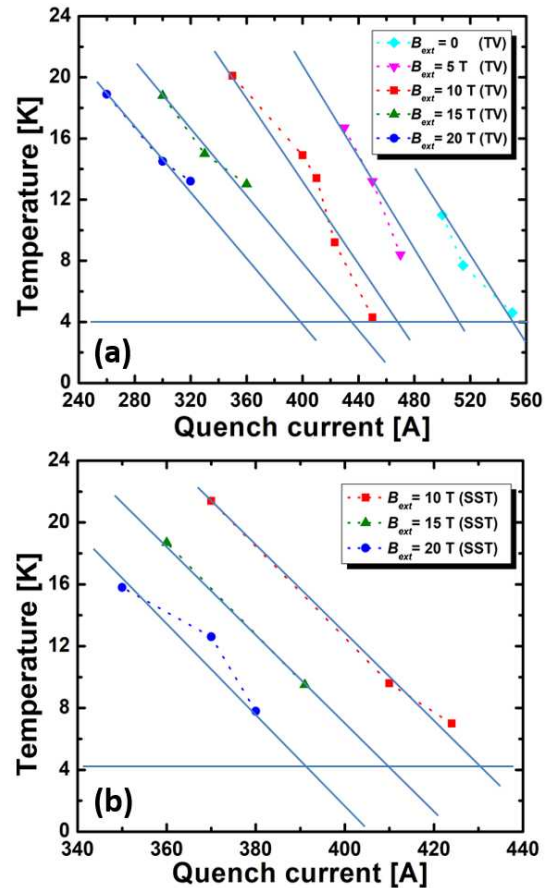 24
20
16
12
8
4
0
Temperature [K]
B_ext = 0 (TV)
B_ext = 5 T (TV)
B_ext = 10 T (TV)
B_ext = 15 T (TV)
B_ext = 20 T (TV)
(a)
240 280 320 360 400 440 480 520 560
Quench current [A]
24
20
16
12
8
4
0
Temperature [K]
B_ext = 10 T (SST)
B_ext = 15 T (SST)
B_ext = 20 T (SST)
(b)
340 360 380 400 420 440
Quench current [A]